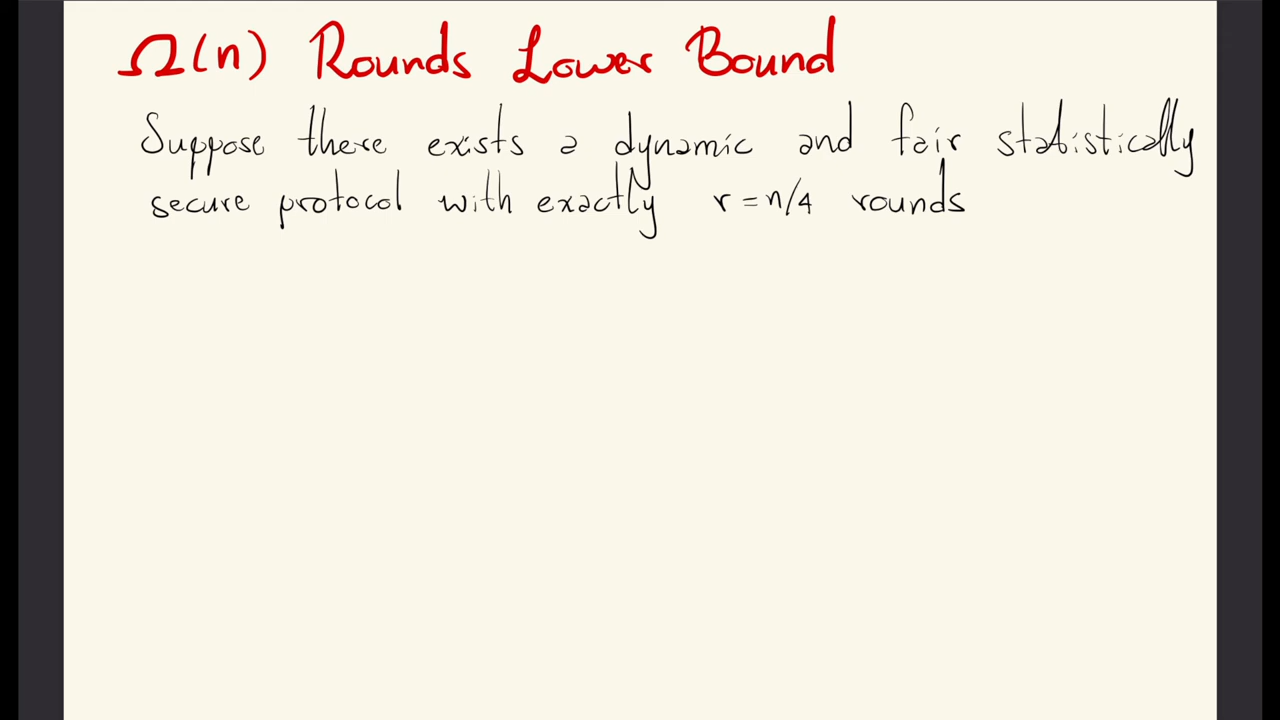 Ω(n) Rounds Lower Bound
Suppose there exists a dynamic and fair statistically
secure protocol with exactly r = n/4 rounds